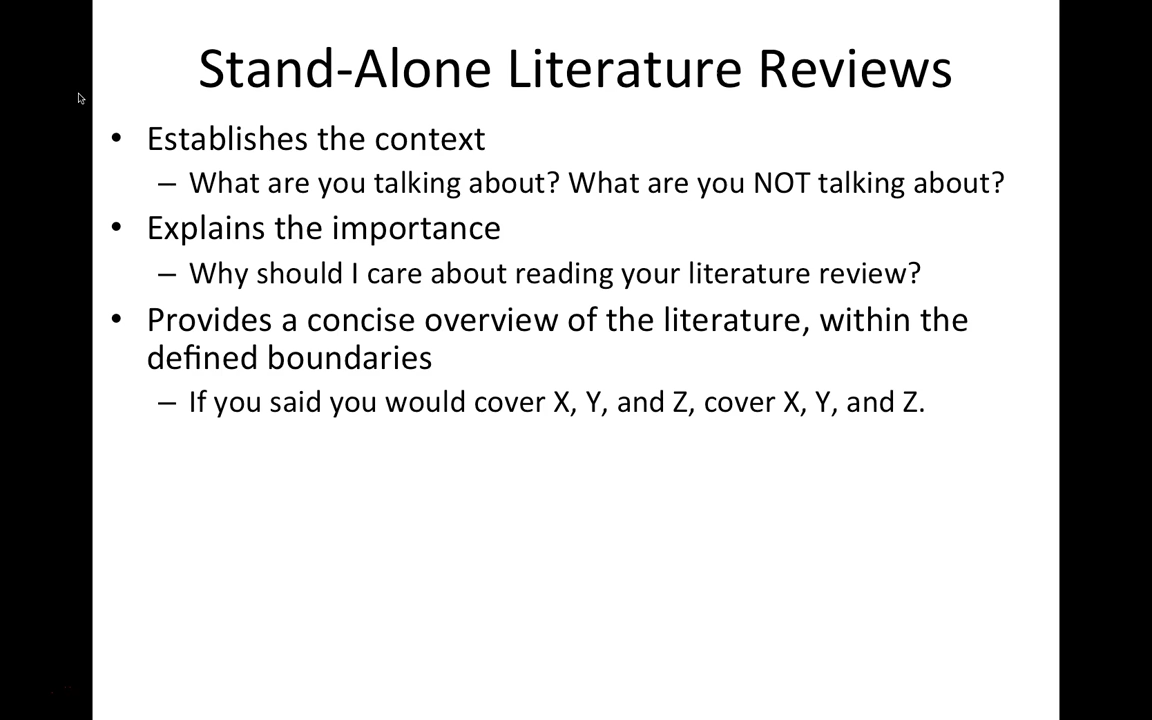 Stand-Alone Literature Reviews
• Establishes the context
– What are you talking about? What are you NOT talking about?
• Explains the importance
– Why should I care about reading your literature review?
• Provides a concise overview of the literature, within the
defined boundaries
– If you said you would cover X, Y, and Z, cover X, Y, and Z.